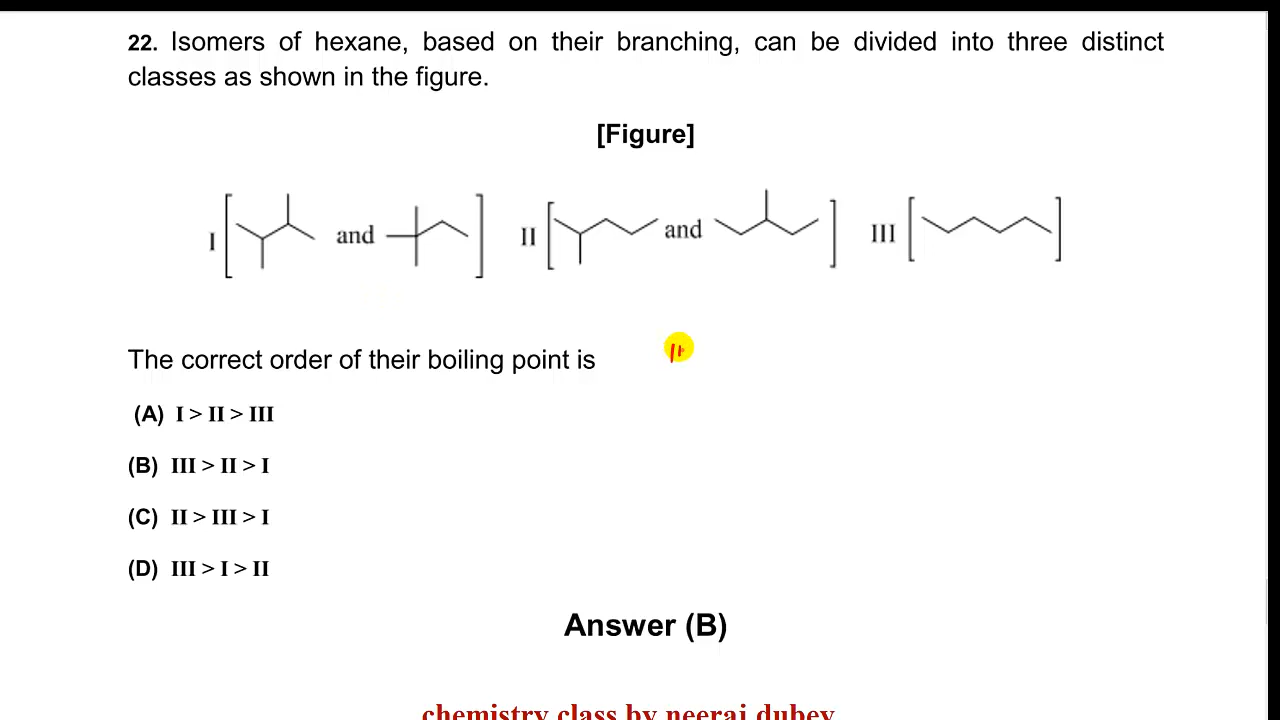 22. Isomers of hexane, based on their branching, can be divided into three distinct
classes as shown in the figure.
[Figure]
I and II and III
The correct order of their boiling point is
(A) I > II > III
(B) III > II > I
(C) II > III > I
(D) III > I > II
Answer (B)
chemistry class by neeraj dubey